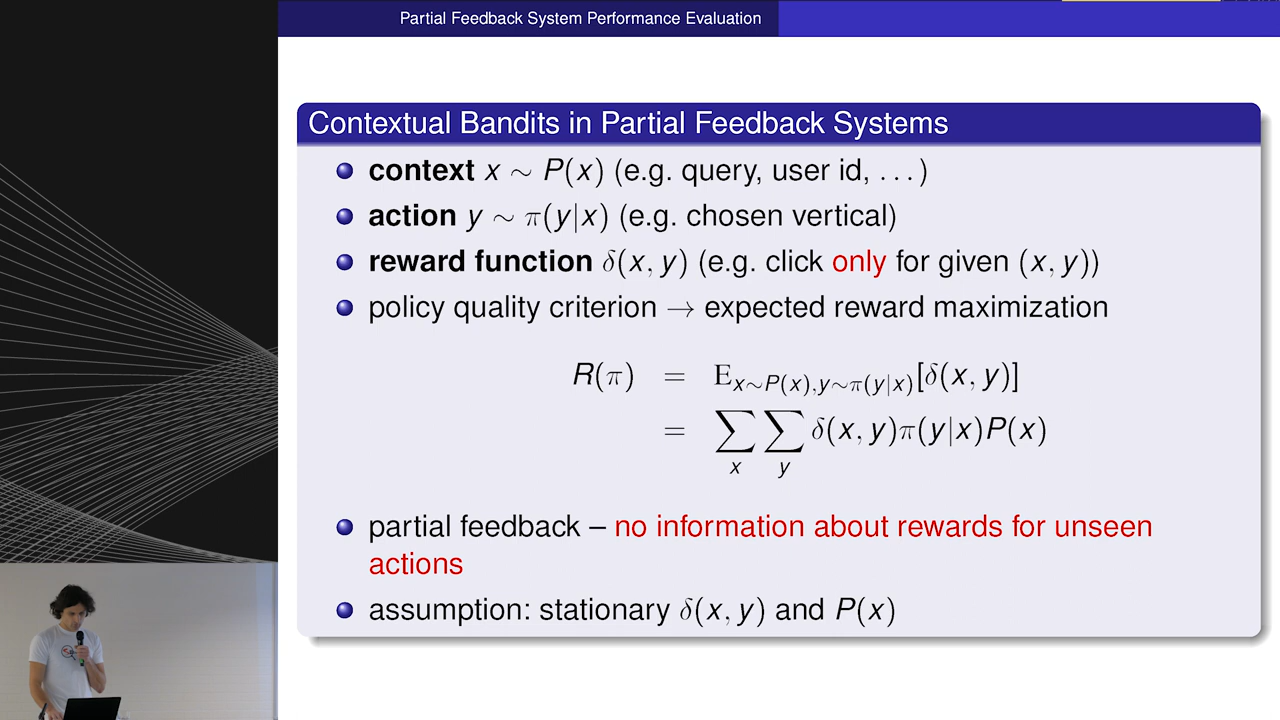 Partial Feedback System Performance Evaluation
Contextual Bandits in Partial Feedback Systems
context x ∼ P(x) (e.g. query, user id, . . . )
action y ∼ π(y|x) (e.g. chosen vertical)
reward function δ(x, y) (e.g. click only for given (x, y))
policy quality criterion → expected reward maximization
R(π) = E_{x∼P(x),y∼π(y|x)}[δ(x, y)]
= ∑_x ∑_y δ(x, y)π(y|x)P(x)
partial feedback – no information about rewards for unseen
actions
assumption: stationary δ(x, y) and P(x)